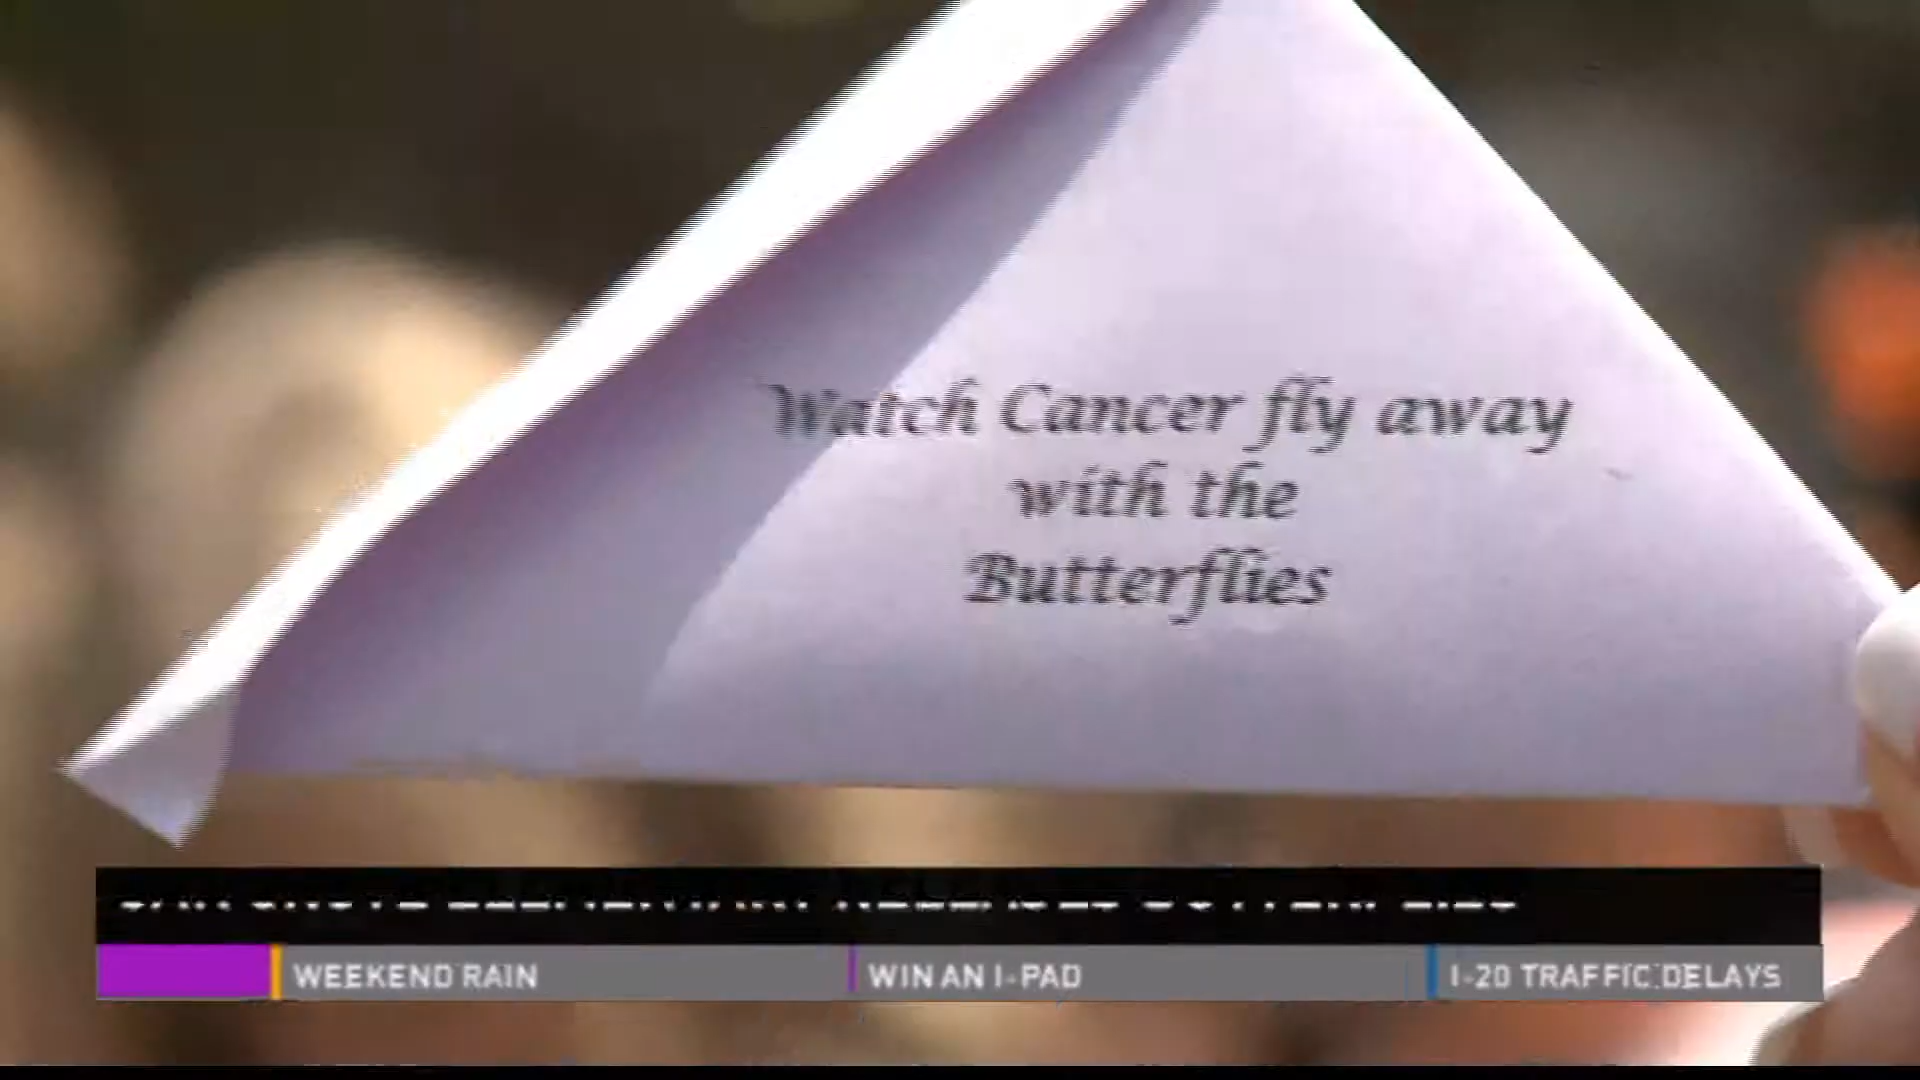 Watch Cancer fly away
with the
Butterflies
WEEKEND RAIN
WIN AN I-PAD
I-20 TRAFFIC DELAYS